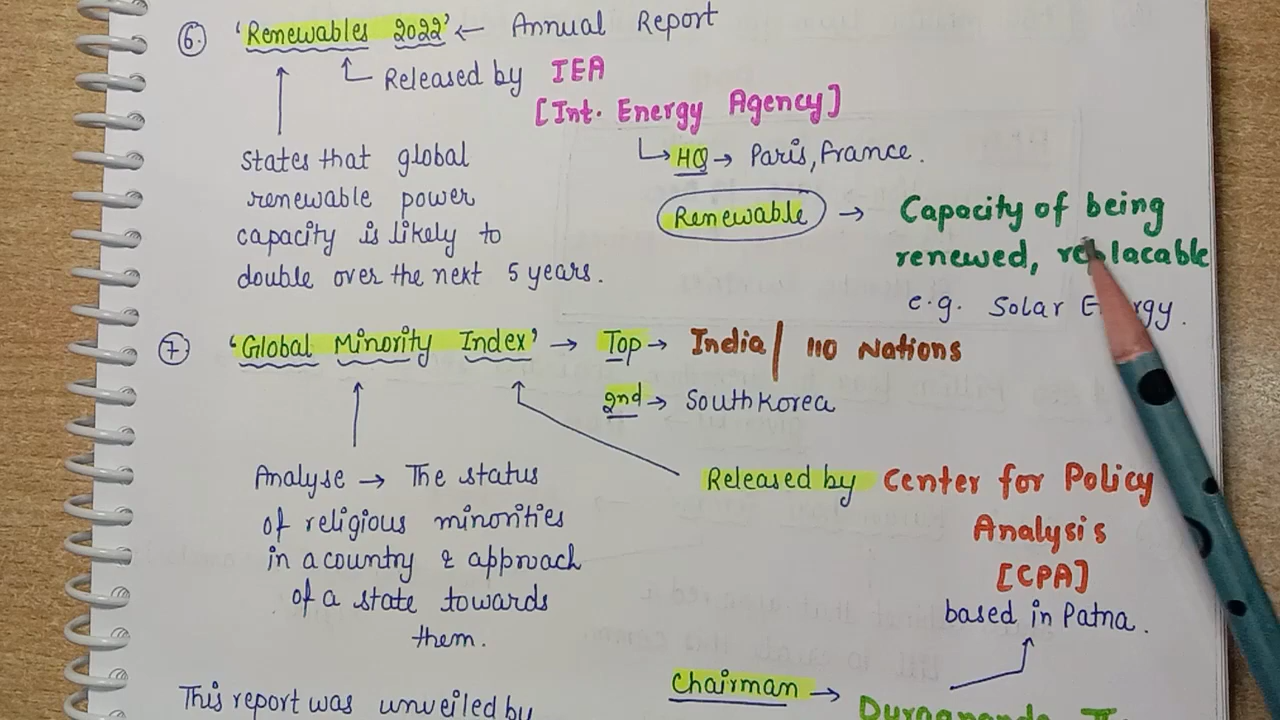 6. 'Renewables 2022' ← Annual Report
Released by IEA
[Int. Energy Agency]
HQ → Paris, France.
States that global
renewable power
capacity is likely to
double over the next 5 years.
Renewable → Capacity of being
renewed, replacable
e.g. Solar Energy.
7. 'Global Minority Index' → Top → India / 110 Nations
2nd → South Korea
Analyse → The status
of religious minorities
in a country & approach
of a state towards
them.
Released by Center for Policy
Analysis
[CPA]
based in Patna.
Chairman →
This report was unveiled by